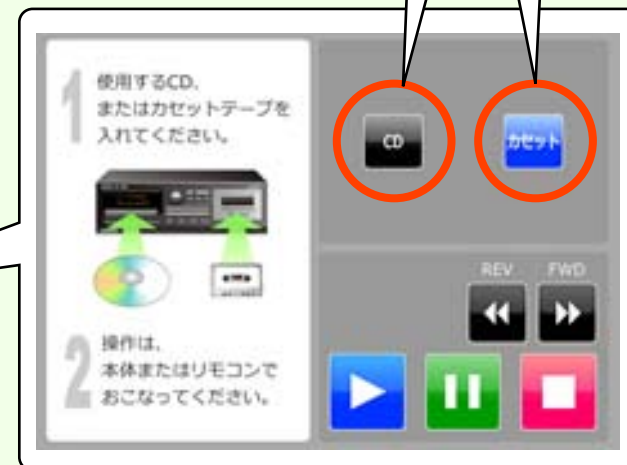 1
使用するCD、
またはカセットテープを
入れてください。
2
操作は、
本体またはリモコンで
おこなってください。
CD
カセット
REV FWD